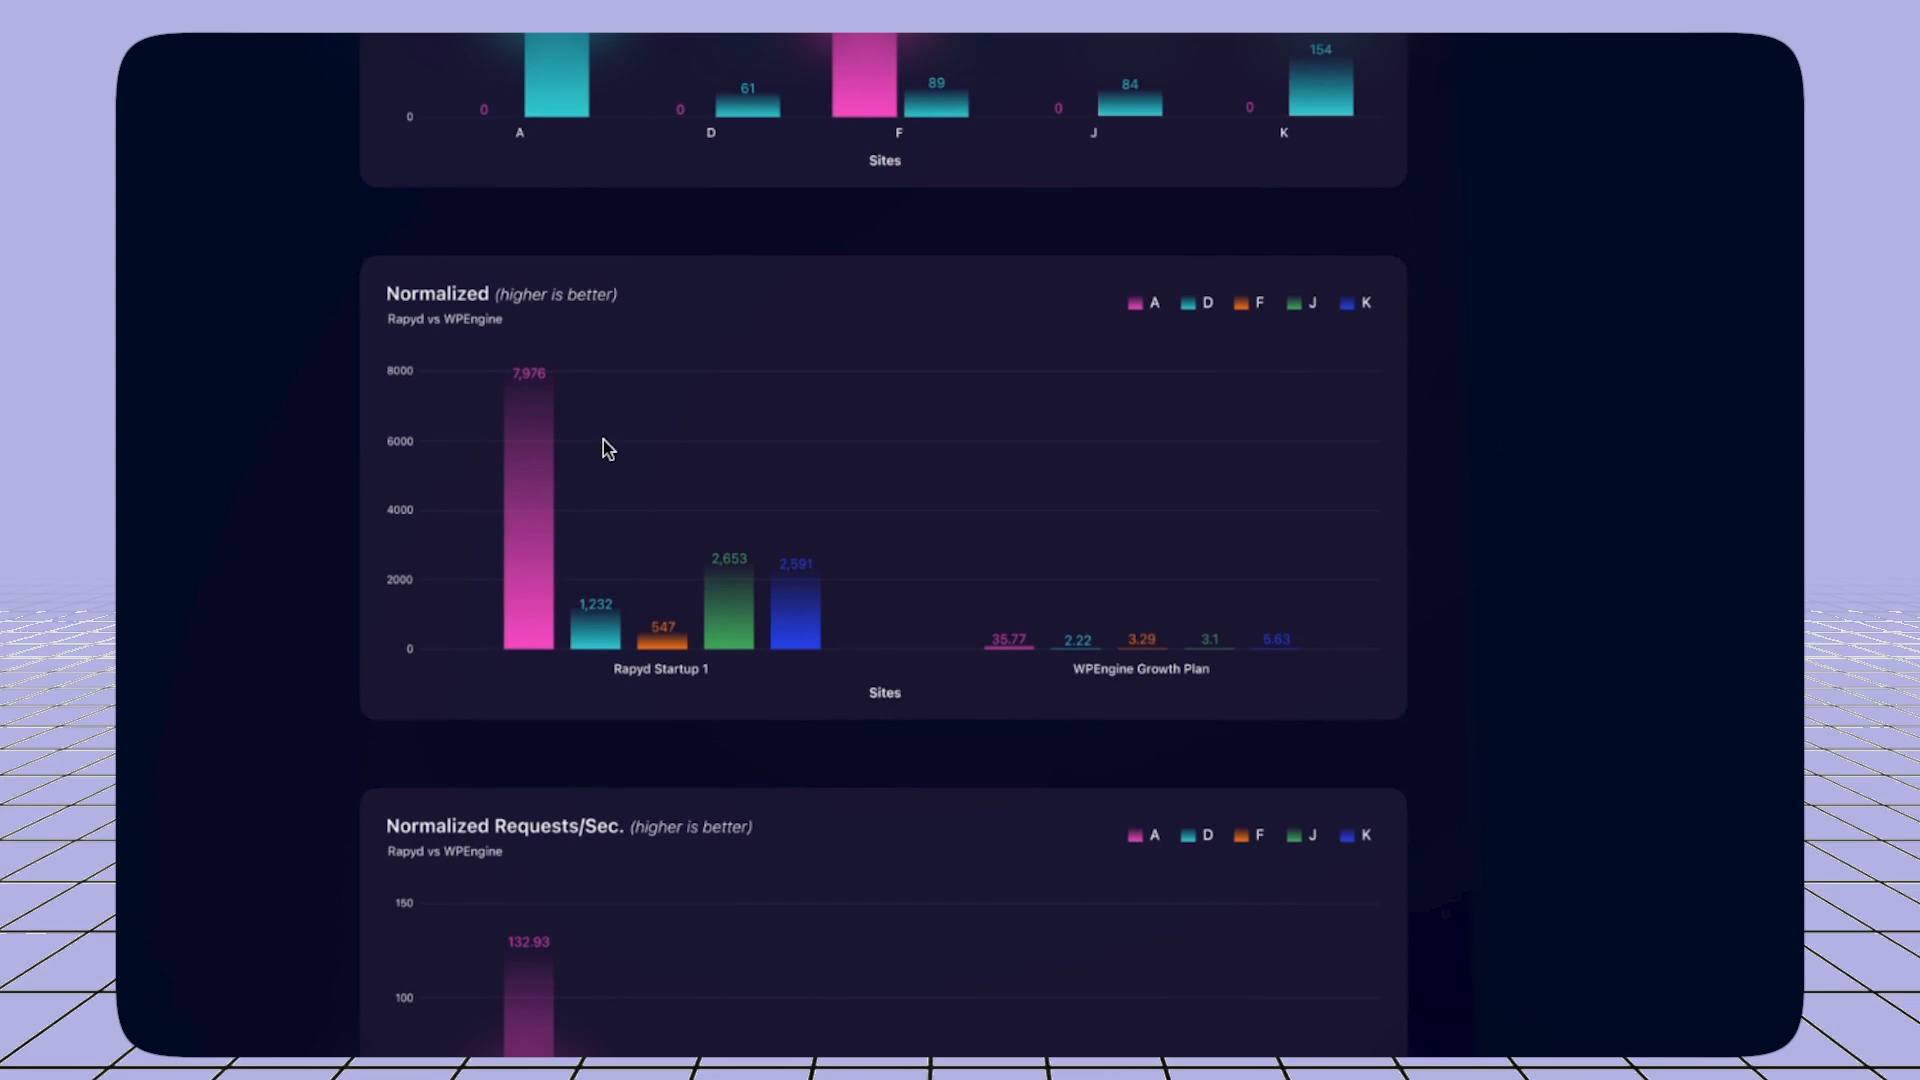 154
89
61
84
0
0
0
0
0
A
D
F
J
K
Sites
Normalized (higher is better)
Rapyd vs WPEngine
A D F J K
8000
7,976
6000
4000
2,653
2,591
2000
1,232
547
35.77
2.22
3.29
3.1
5.63
0
Rapyd Startup 1
WPEngine Growth Plan
Sites
Normalized Requests/Sec. (higher is better)
Rapyd vs WPEngine
A D F J K
150
132.93
100